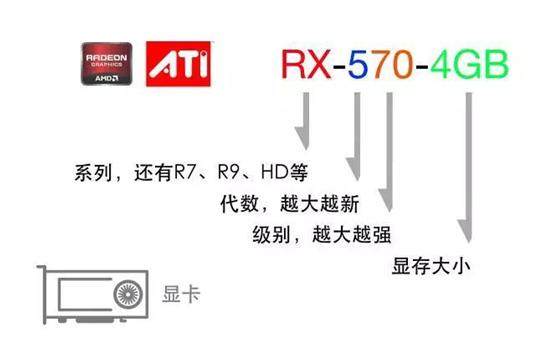 RADEON
GRAPHICS
AMD
ATI
RX-570-4GB
系列，还有R7、R9、HD等
代数，越大越新
级别，越大越强
显存大小
显卡